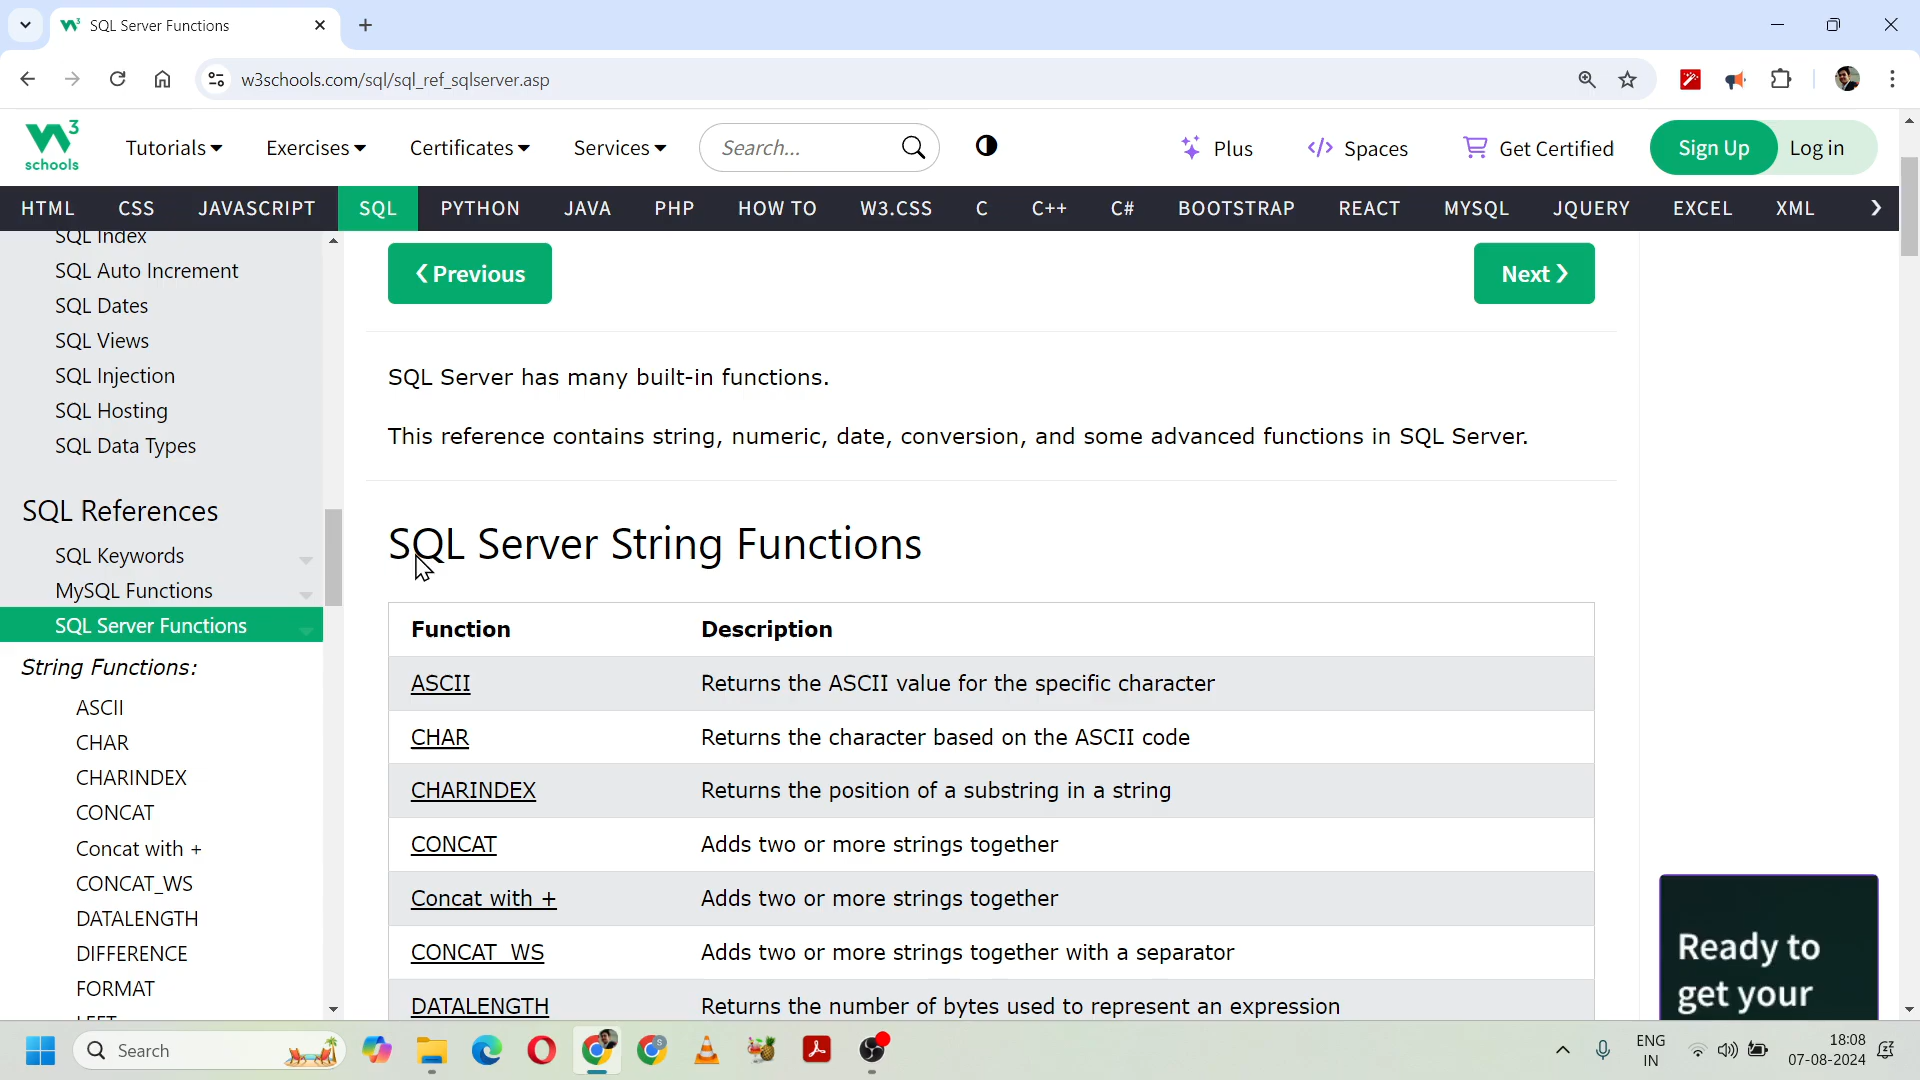 SQL Server Functions
w3schools.com/sql/sql_ref_sqlserver.asp
W3 schools
Tutorials Exercises Certificates Services Search... Plus Spaces Get Certified Sign Up Log in
HTML CSS JAVASCRIPT SQL PYTHON JAVA PHP HOW TO W3.CSS C C++ C# BOOTSTRAP REACT MYSQL JQUERY EXCEL XML
SQL Index
SQL Auto Increment
SQL Dates
SQL Views
SQL Injection
SQL Hosting
SQL Data Types
SQL References
SQL Keywords
MySQL Functions
SQL Server Functions
String Functions:
ASCII
CHAR
CHARINDEX
CONCAT
Concat with +
CONCAT_WS
DATALENGTH
DIFFERENCE
FORMAT
LEFT
❮ Previous
Next ❯
SQL Server has many built-in functions.
This reference contains string, numeric, date, conversion, and some advanced functions in SQL Server.
SQL Server String Functions
Function Description
ASCII Returns the ASCII value for the specific character
CHAR Returns the character based on the ASCII code
CHARINDEX Returns the position of a substring in a string
CONCAT Adds two or more strings together
Concat with + Adds two or more strings together
CONCAT_WS Adds two or more strings together with a separator
DATALENGTH Returns the number of bytes used to represent an expression
Ready to
get your
Search
ENG
IN
18:08
07-08-2024